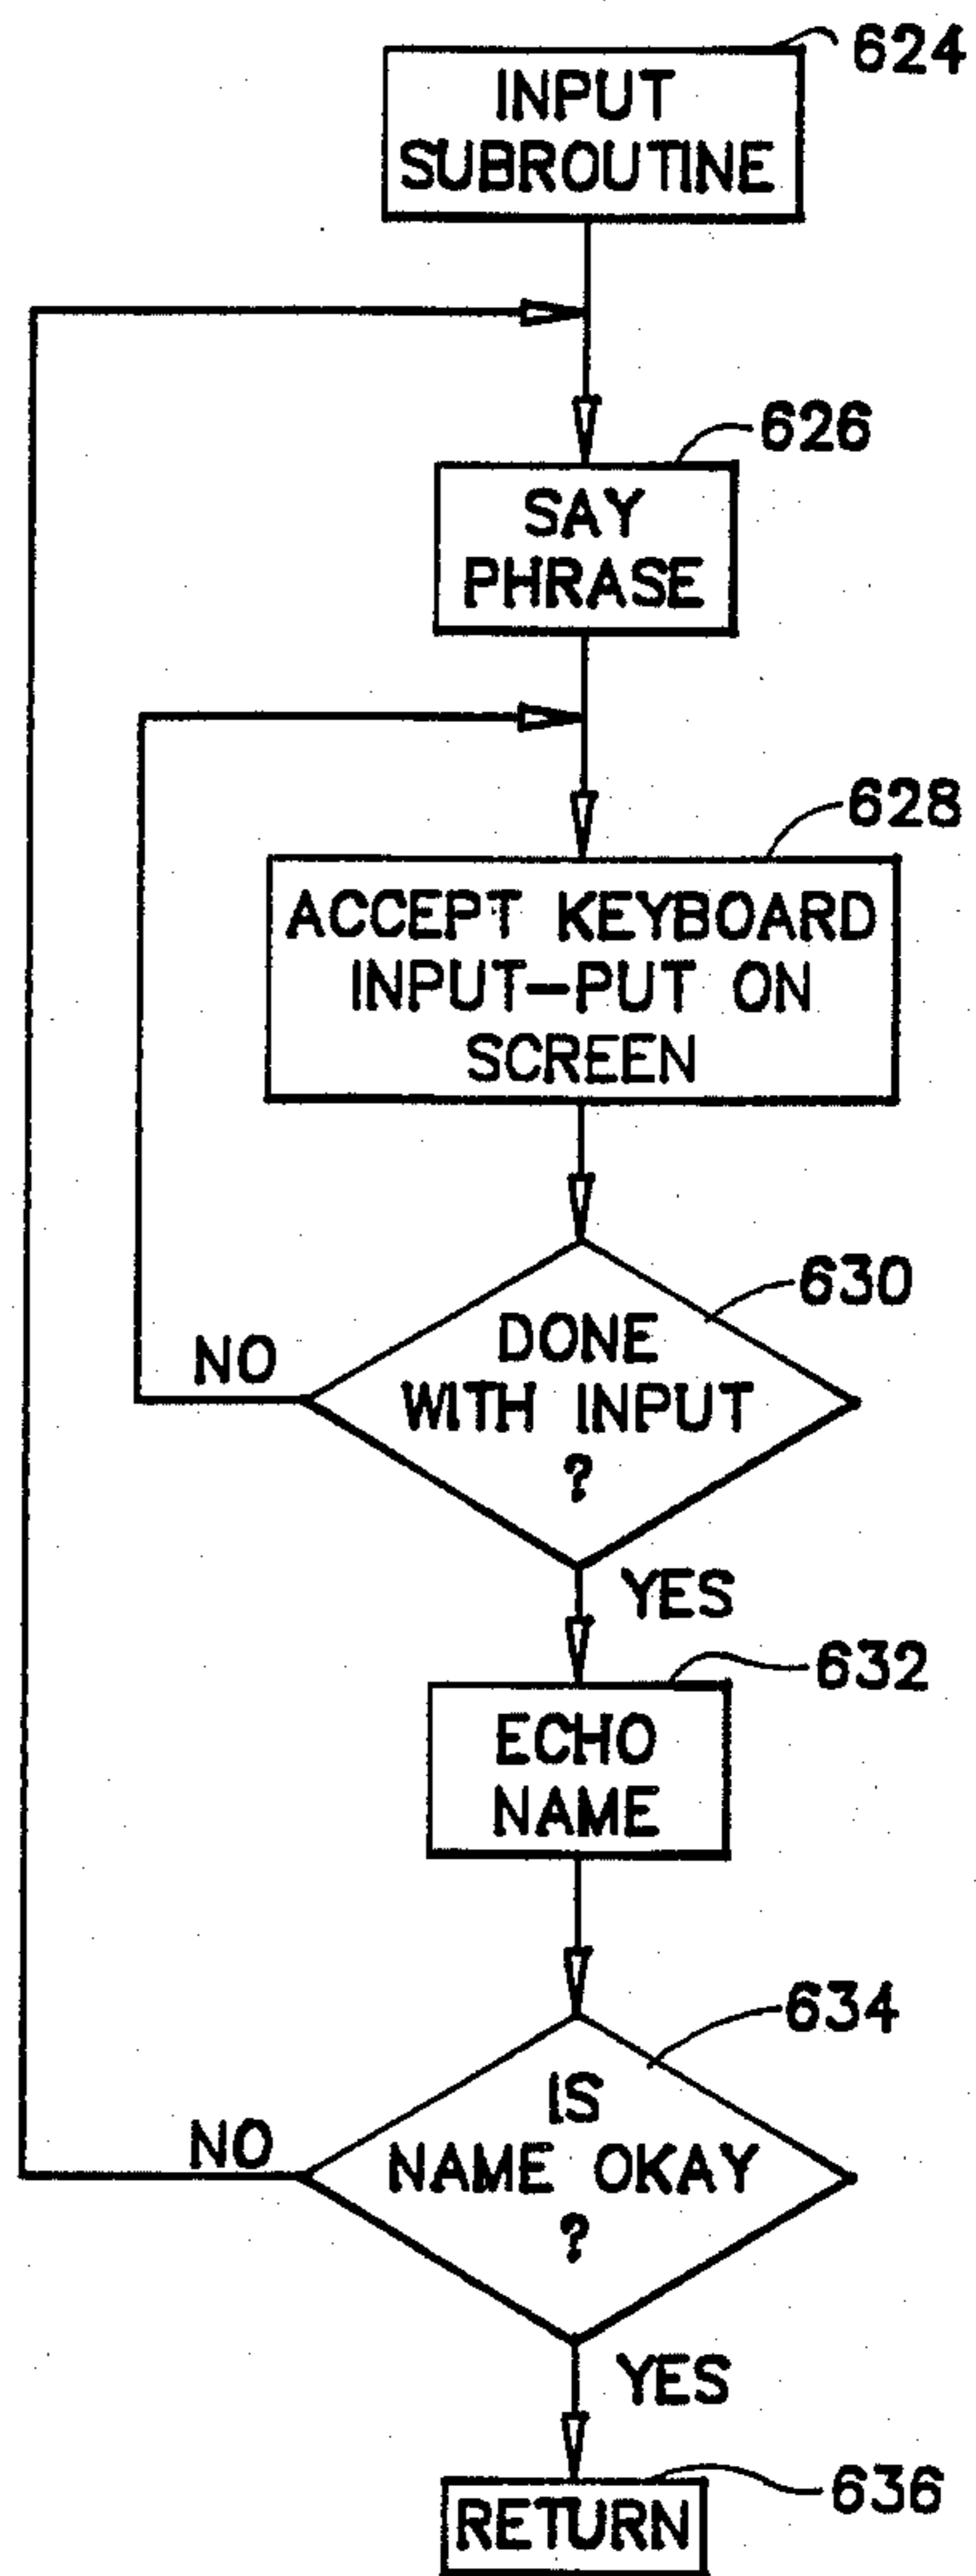 624
INPUT
SUBROUTINE
626
SAY
PHRASE
628
ACCEPT KEYBOARD
INPUT-PUT ON
SCREEN
630
DONE
WITH INPUT
?
NO
YES
632
ECHO
NAME
634
IS
NAME OKAY
?
NO
YES
636
RETURN